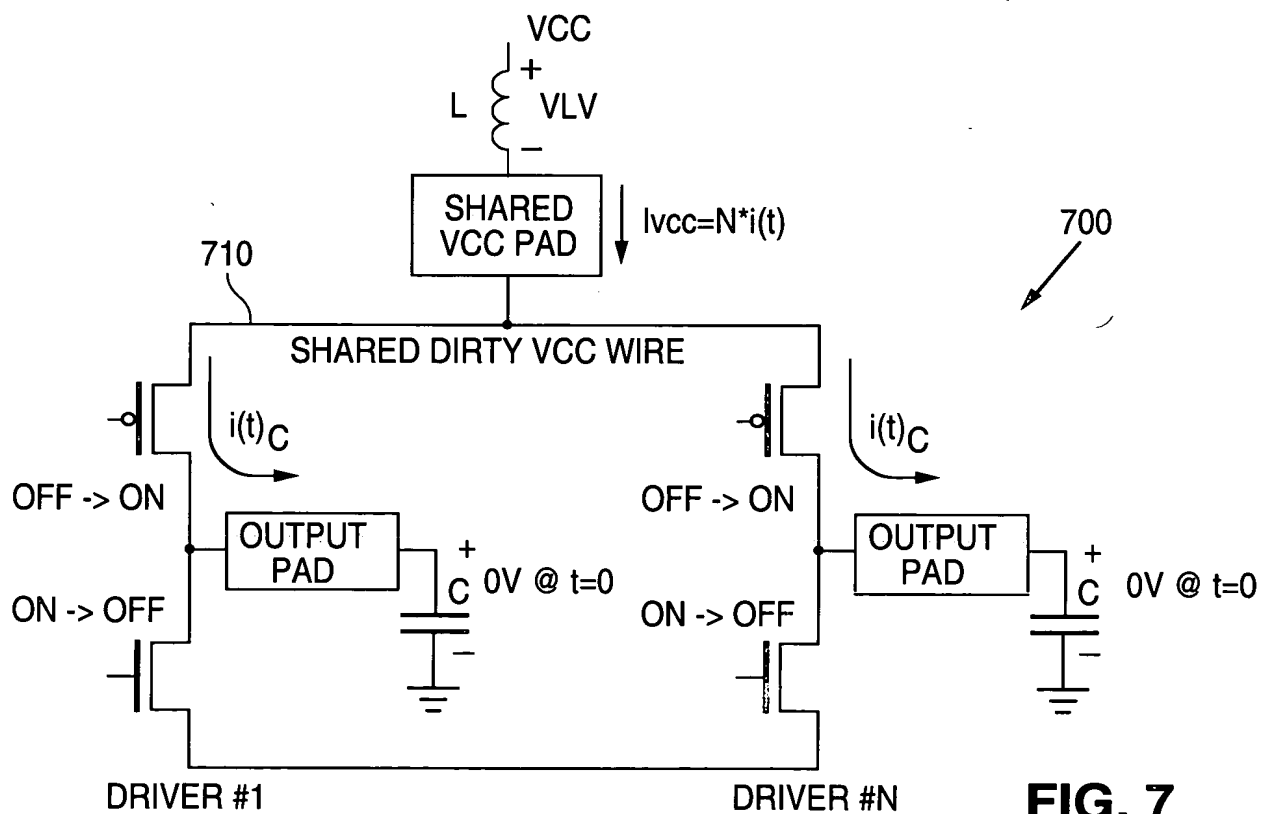 VCC
+
L VLV
−
SHARED
VCC PAD
Ivcc=N*i(t)
700
710
SHARED DIRTY VCC WIRE
i(t)C
i(t)C
OFF -> ON
OFF -> ON
OUTPUT
PAD
+
C 0V @ t=0
−
OUTPUT
PAD
+
C 0V @ t=0
−
ON -> OFF
ON -> OFF
DRIVER #1
DRIVER #N
FIG. 7